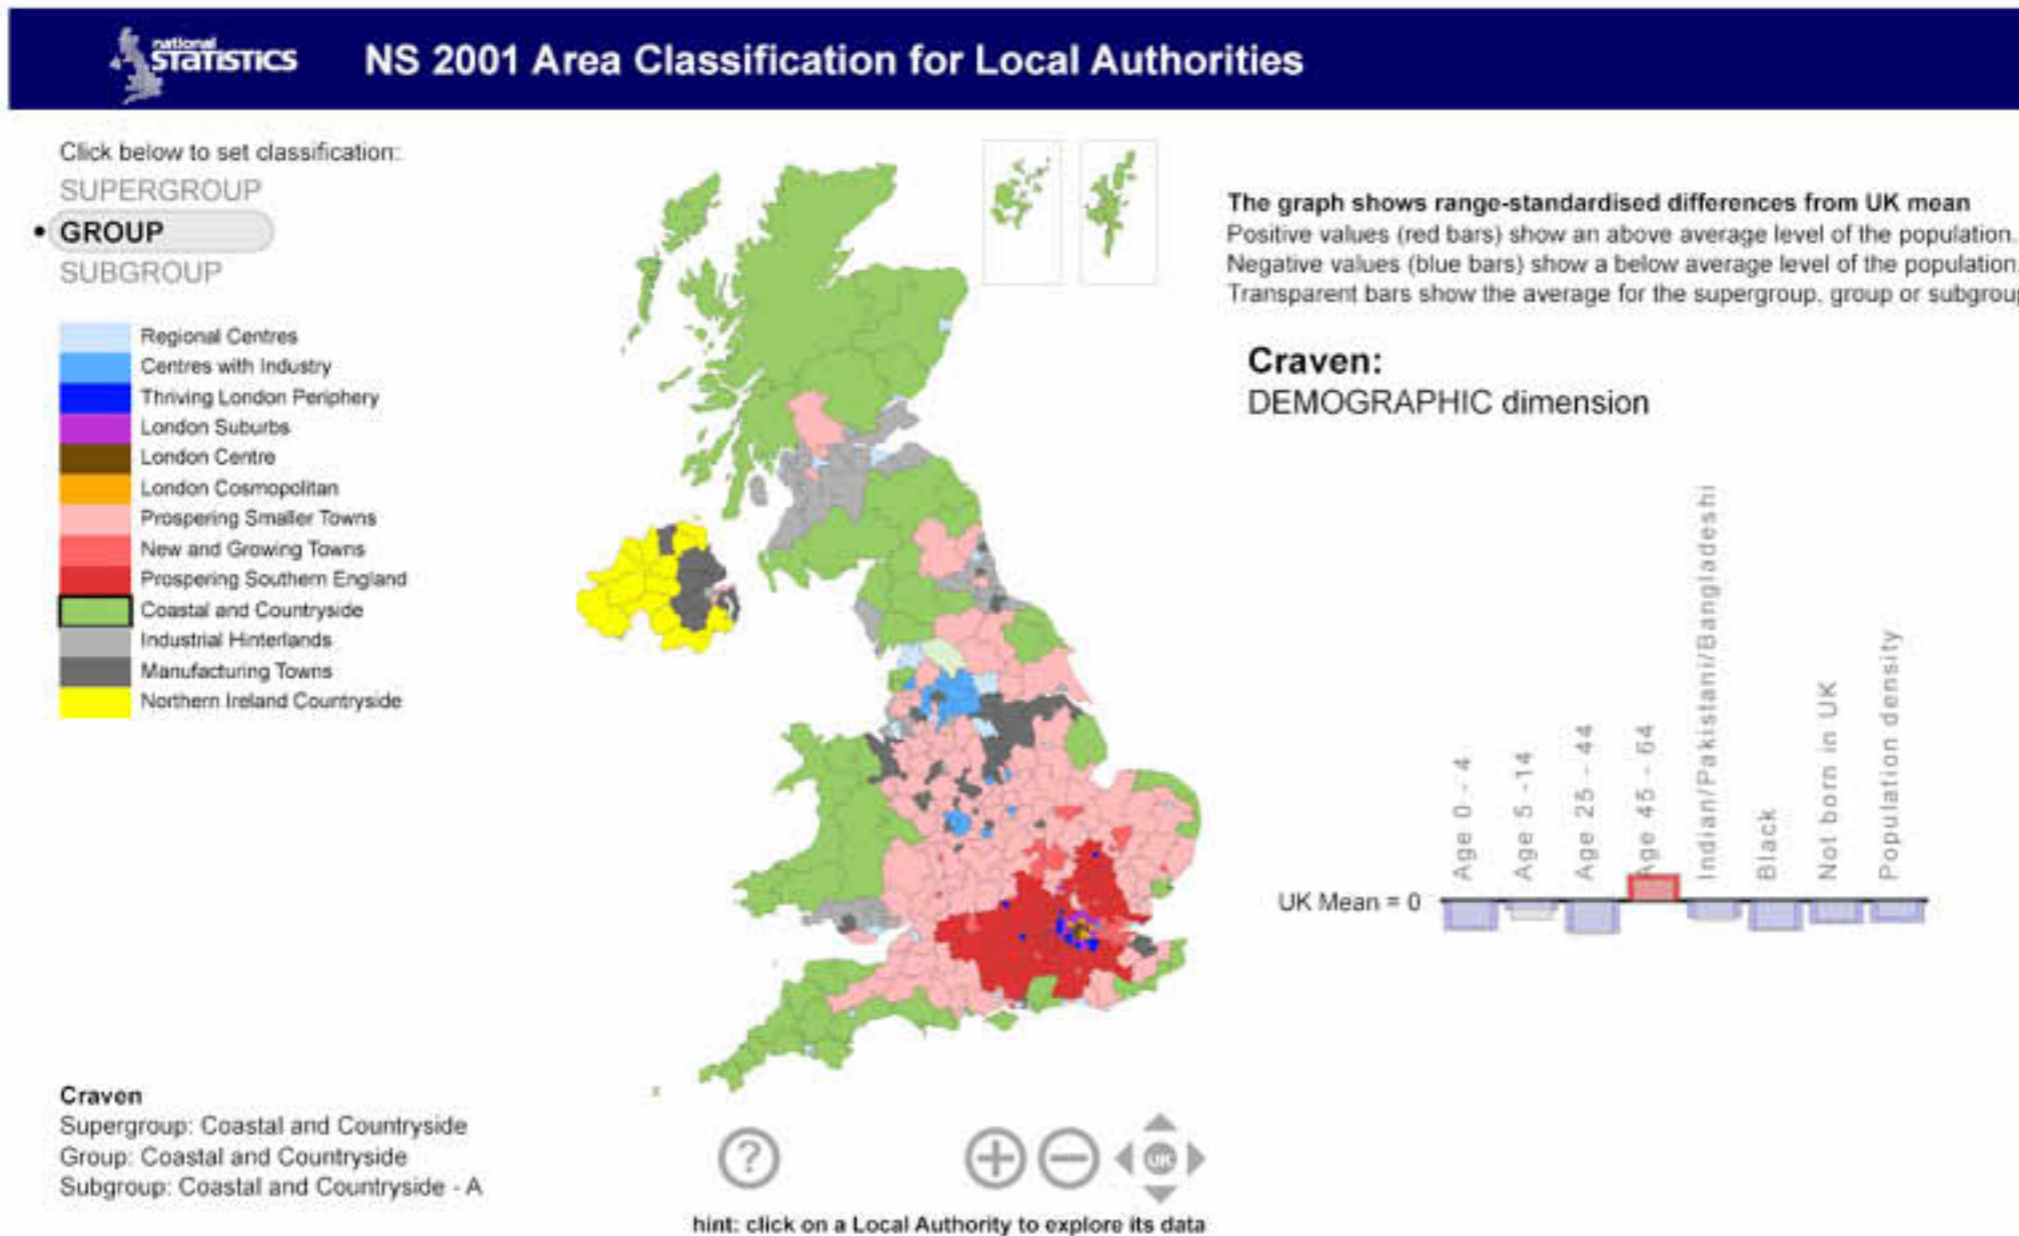 national
STATISTICS
NS 2001 Area Classification for Local Authorities
Click below to set classification:
SUPERGROUP
• GROUP
SUBGROUP
Regional Centres
Centres with Industry
Thriving London Periphery
London Suburbs
London Centre
London Cosmopolitan
Prospering Smaller Towns
New and Growing Towns
Prospering Southern England
Coastal and Countryside
Industrial Hinterlands
Manufacturing Towns
Northern Ireland Countryside
Craven
Supergroup: Coastal and Countryside
Group: Coastal and Countryside
Subgroup: Coastal and Countryside - A
?
UK
hint: click on a Local Authority to explore its data
The graph shows range-standardised differences from UK mean
Positive values (red bars) show an above average level of the population.
Negative values (blue bars) show a below average level of the population.
Transparent bars show the average for the supergroup, group or subgroup
Craven:
DEMOGRAPHIC dimension
Age 0 - 4
Age 5 -14
Age 25 - 44
Age 45 - 64
Indian/Pakistani/Bangladeshi
Black
Not born in UK
Population density
UK Mean = 0